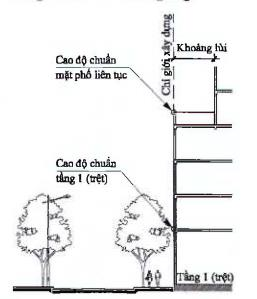 Chỉ giới xây dựng
Khoảng lùi
Cao độ chuẩn
mặt phố liên tục
Cao độ chuẩn
tầng 1 (trệt)
Tầng 1 (trệt)